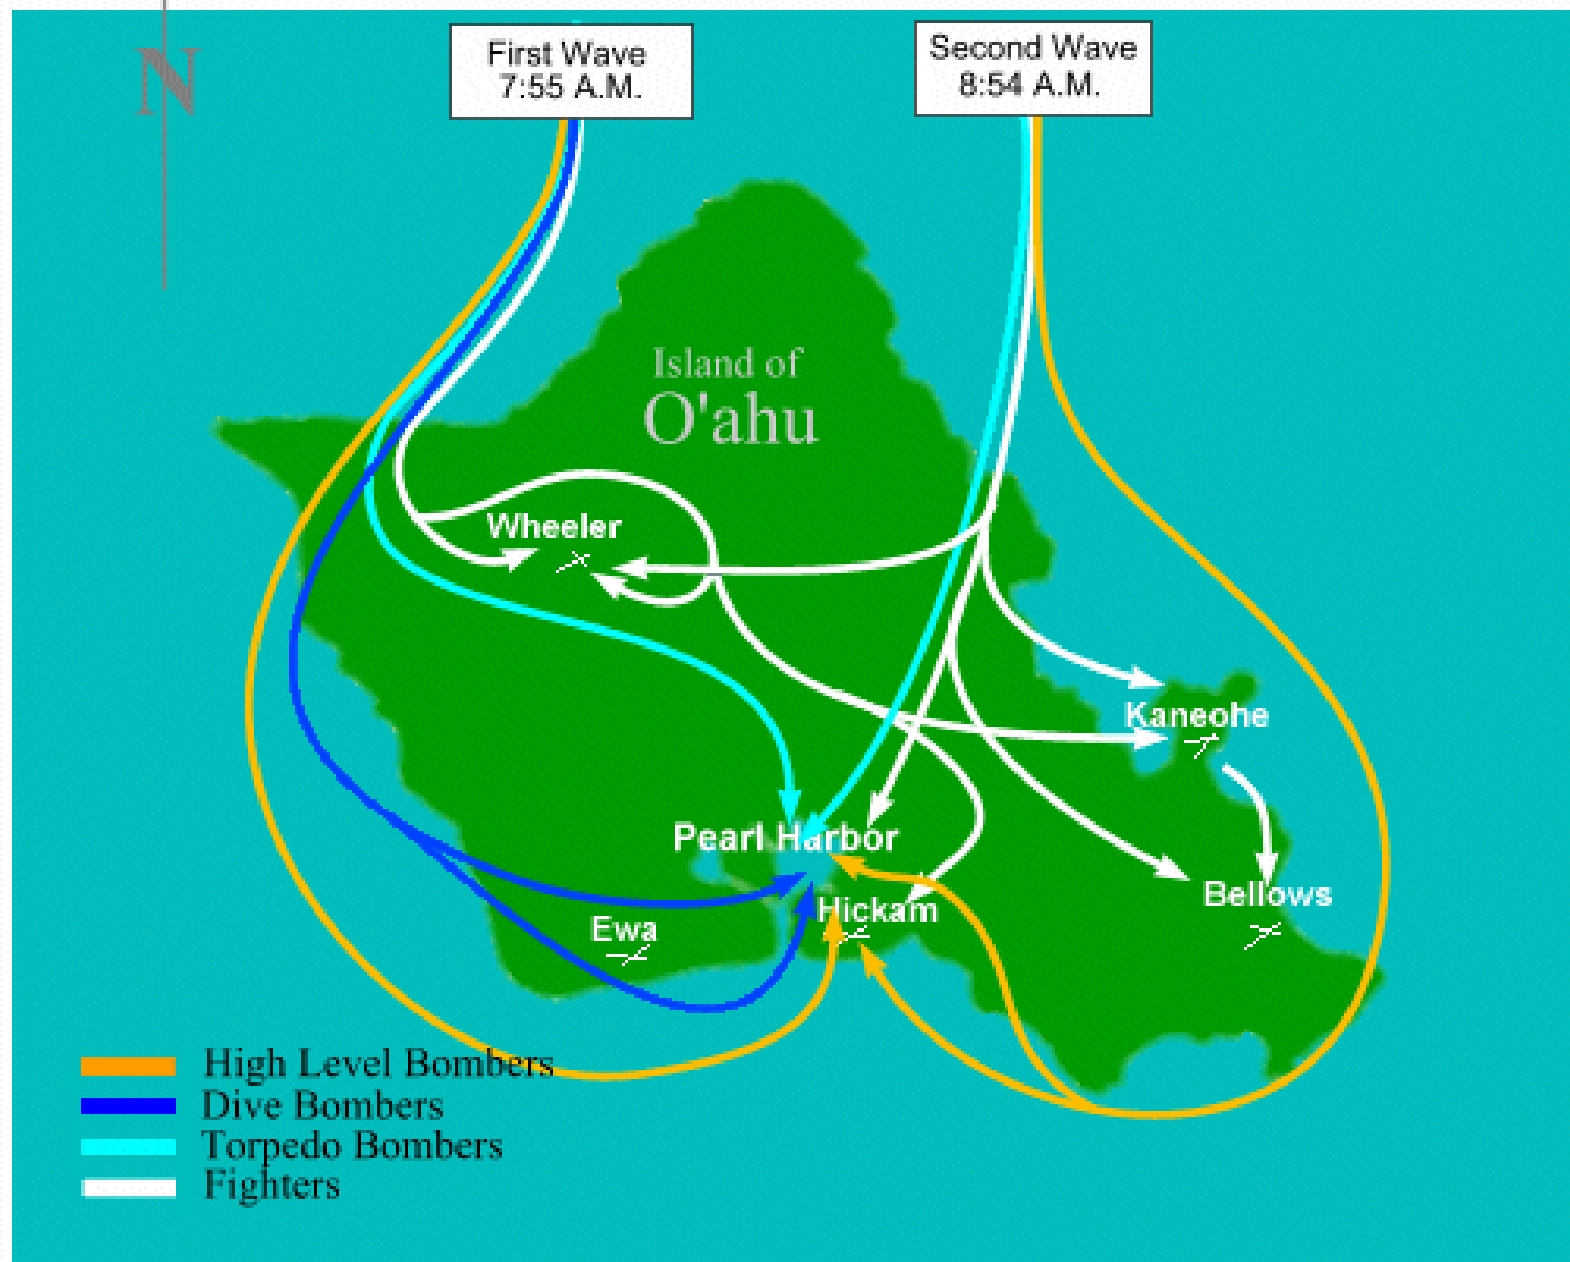 N
First Wave
7:55 A.M.
Second Wave
8:54 A.M.
Island of
O'ahu
Wheeler
Kaneohe
Pearl Harbor
Bellows
Hickam
Ewa
High Level Bombers
Dive Bombers
Torpedo Bombers
Fighters